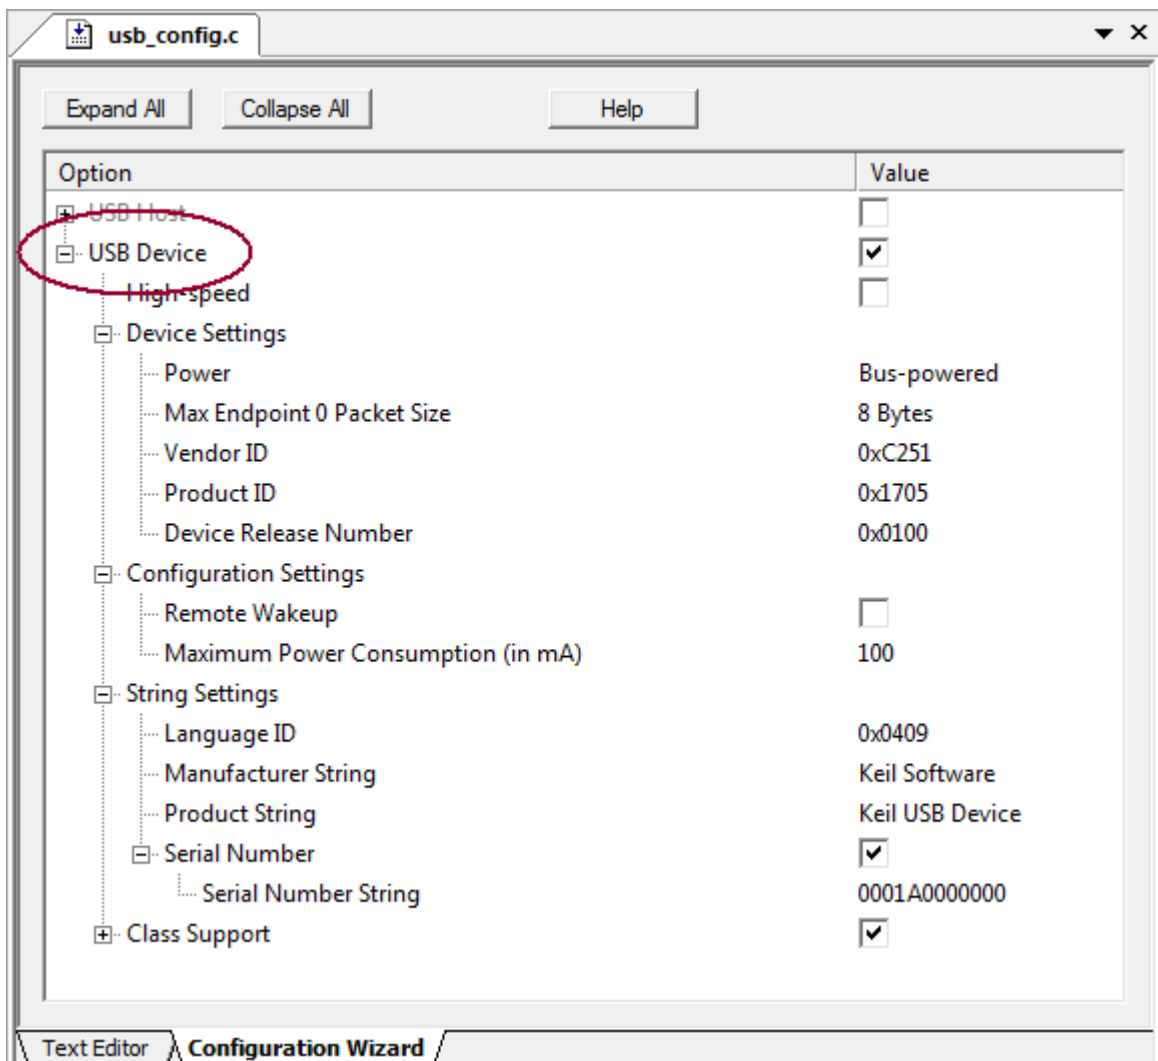 usb_config.c
Expand All Collapse All Help
Option Value
USB Host
USB Device
High-speed
Device Settings
Power Bus-powered
Max Endpoint 0 Packet Size 8 Bytes
Vendor ID 0xC251
Product ID 0x1705
Device Release Number 0x0100
Configuration Settings
Remote Wakeup
Maximum Power Consumption (in mA) 100
String Settings
Language ID 0x0409
Manufacturer String Keil Software
Product String Keil USB Device
Serial Number
Serial Number String 0001A0000000
Class Support
Text Editor Configuration Wizard